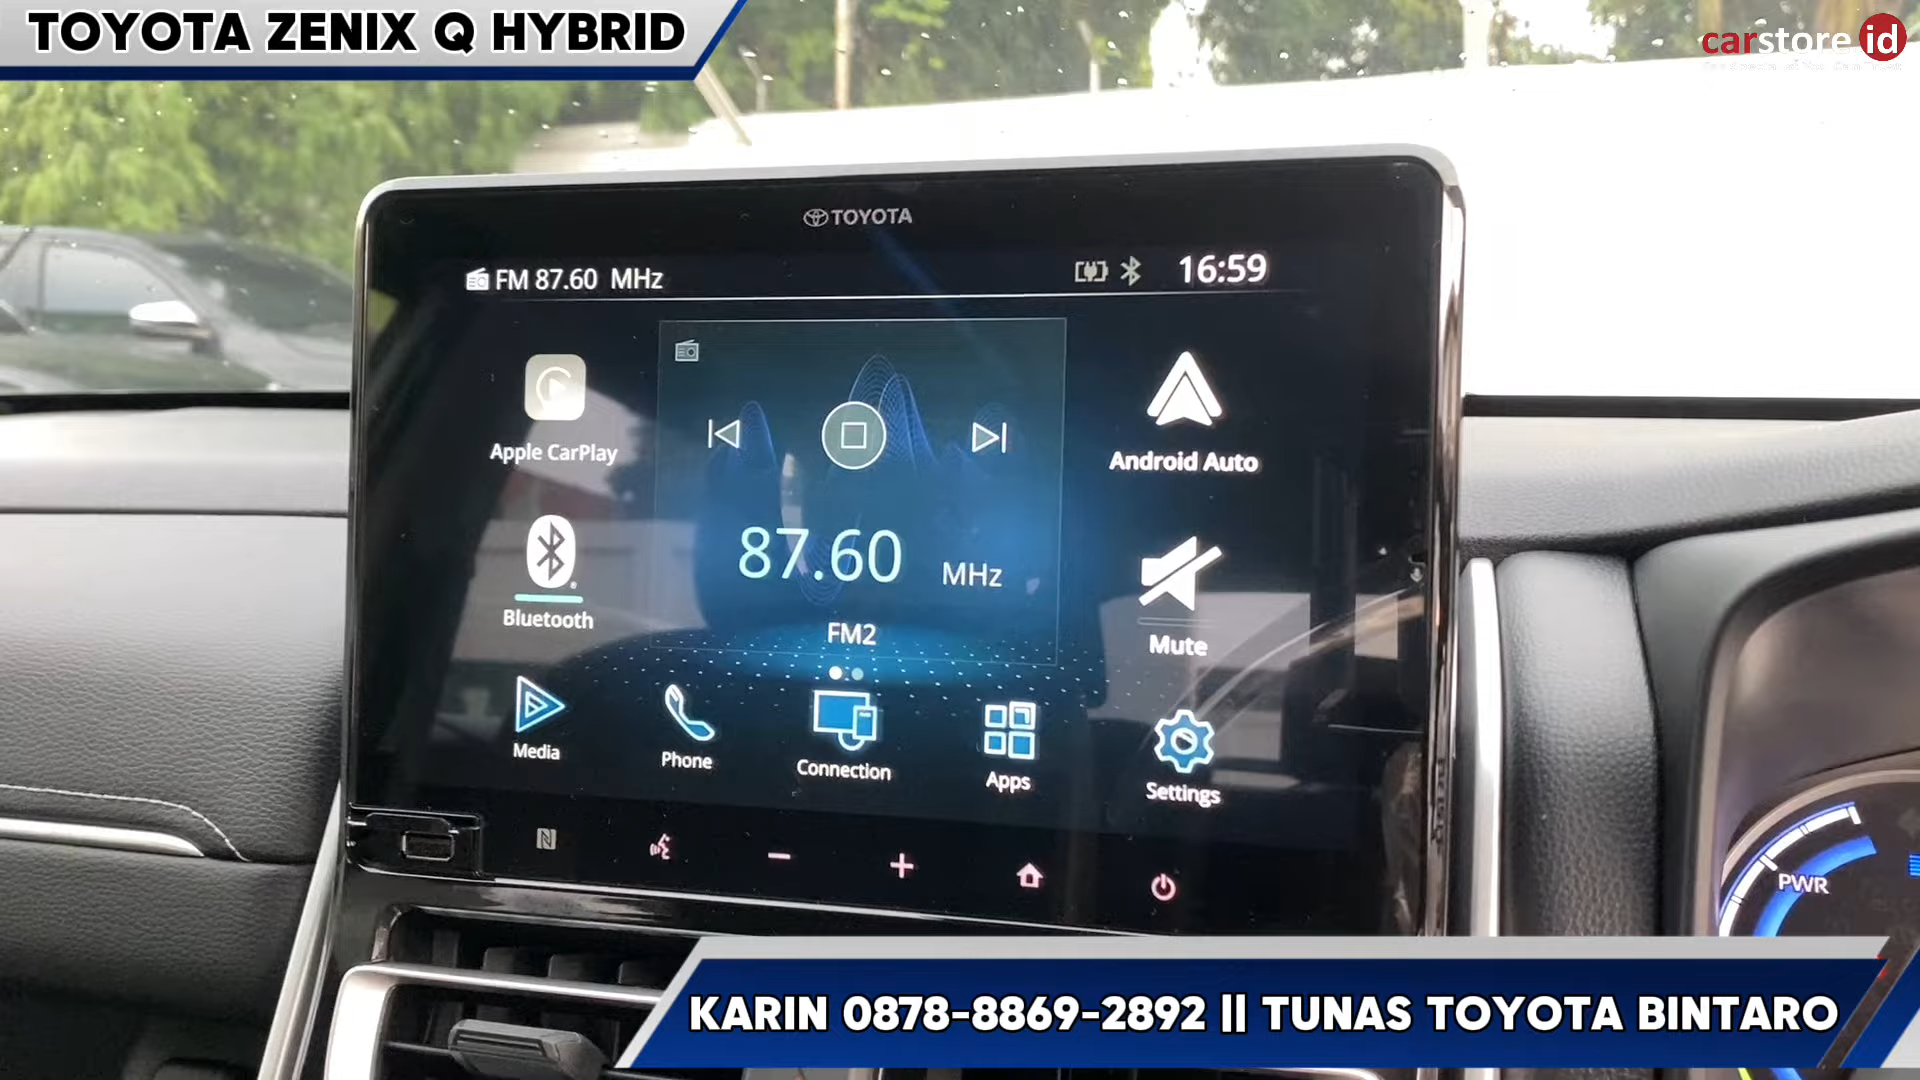 TOYOTA ZENIX Q HYBRID
carstore id
TOYOTA
FM 87.60 MHz
16:59
Apple CarPlay
Android Auto
87.60 MHz
Bluetooth
FM2
Mute
Media
Phone
Connection
Apps
Settings
PWR
KARIN 0878-8869-2892 || TUNAS TOYOTA BINTARO